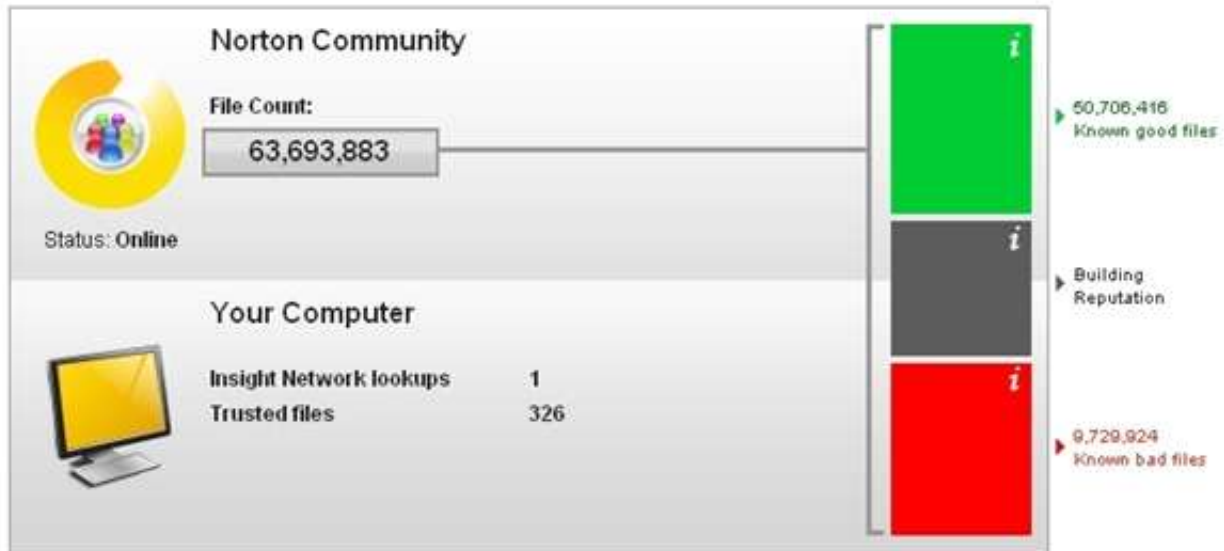 Norton Community
File Count:
63,693,883
Status: Online
Your Computer
Insight Network lookups 1
Trusted files 326
i
50,706,416
Known good files
i
Building
Reputation
i
9,729,924
Known bad files